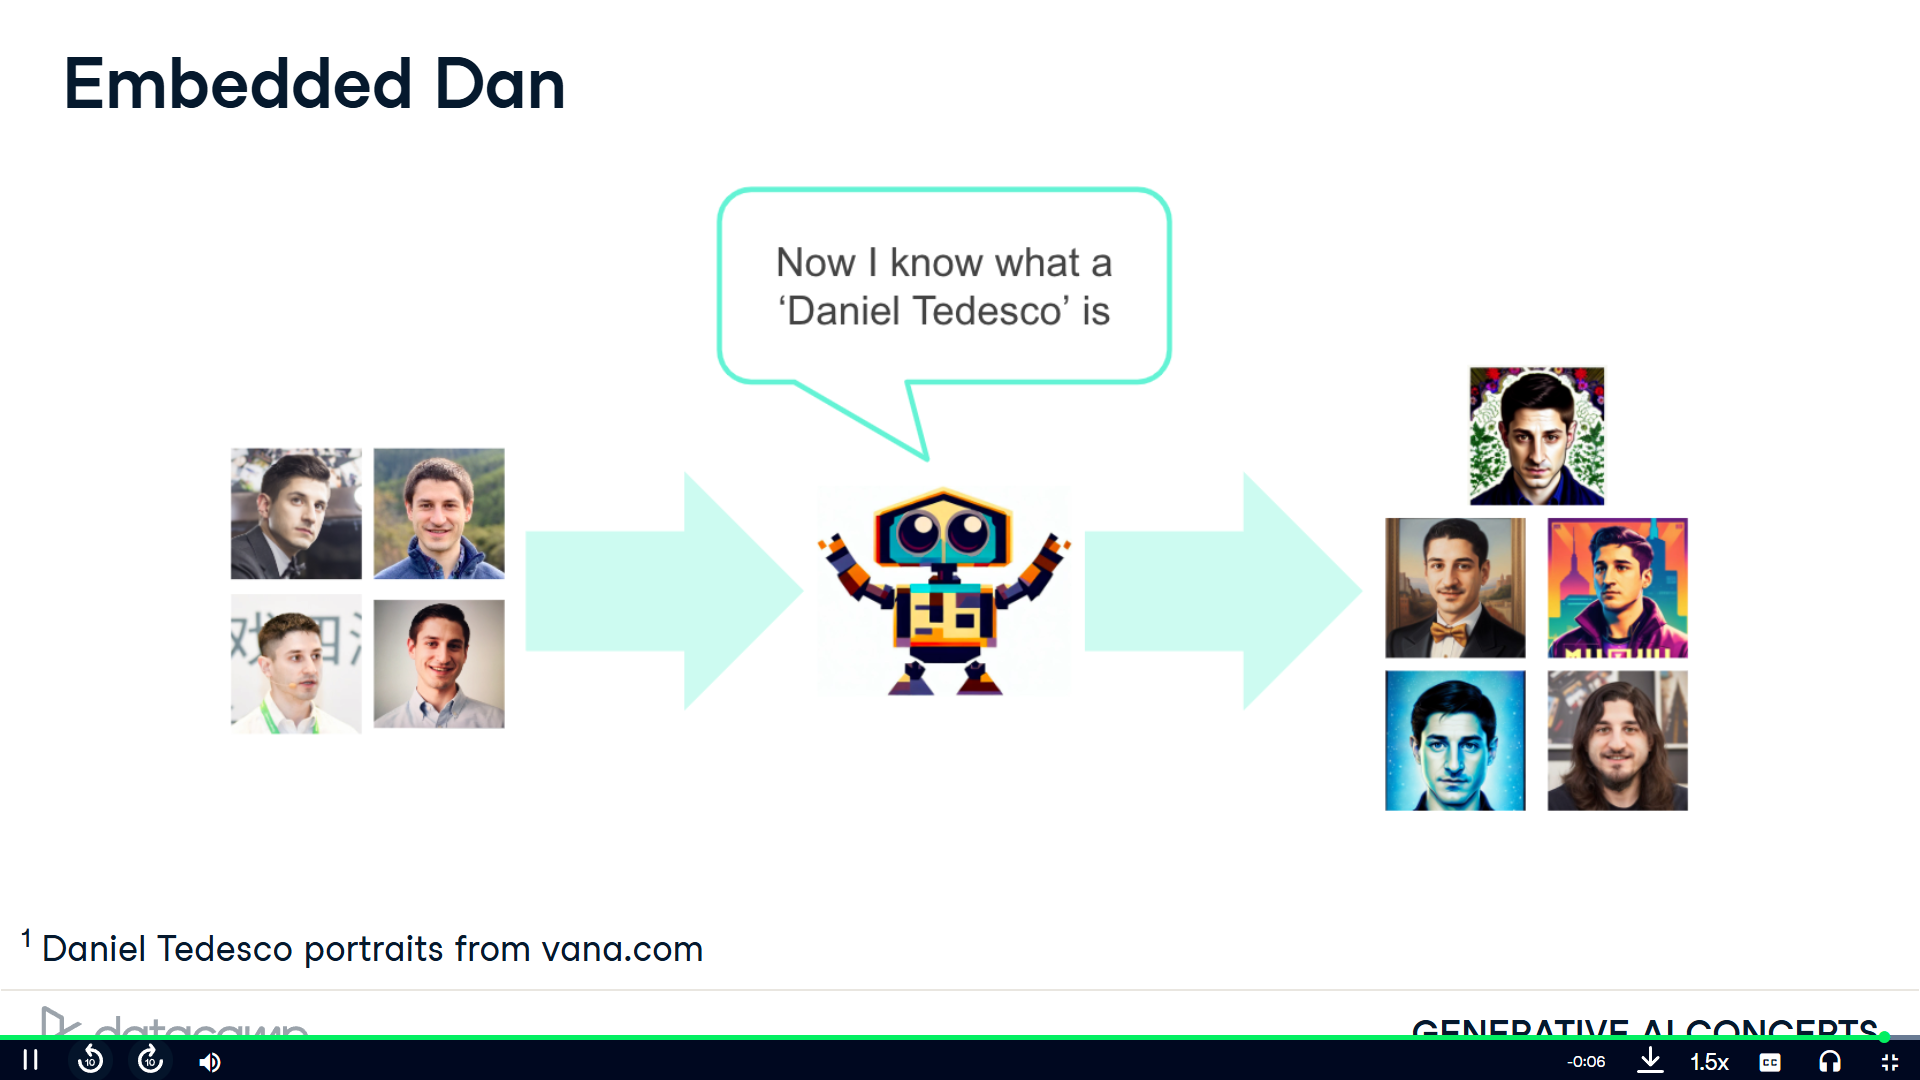 Embedded Dan
Now I know what a
‘Daniel Tedesco’ is
1 Daniel Tedesco portraits from vana.com
datacamp
GENERATIVE AI CONCEPTS
10
10
-0:06
1.5x
CC